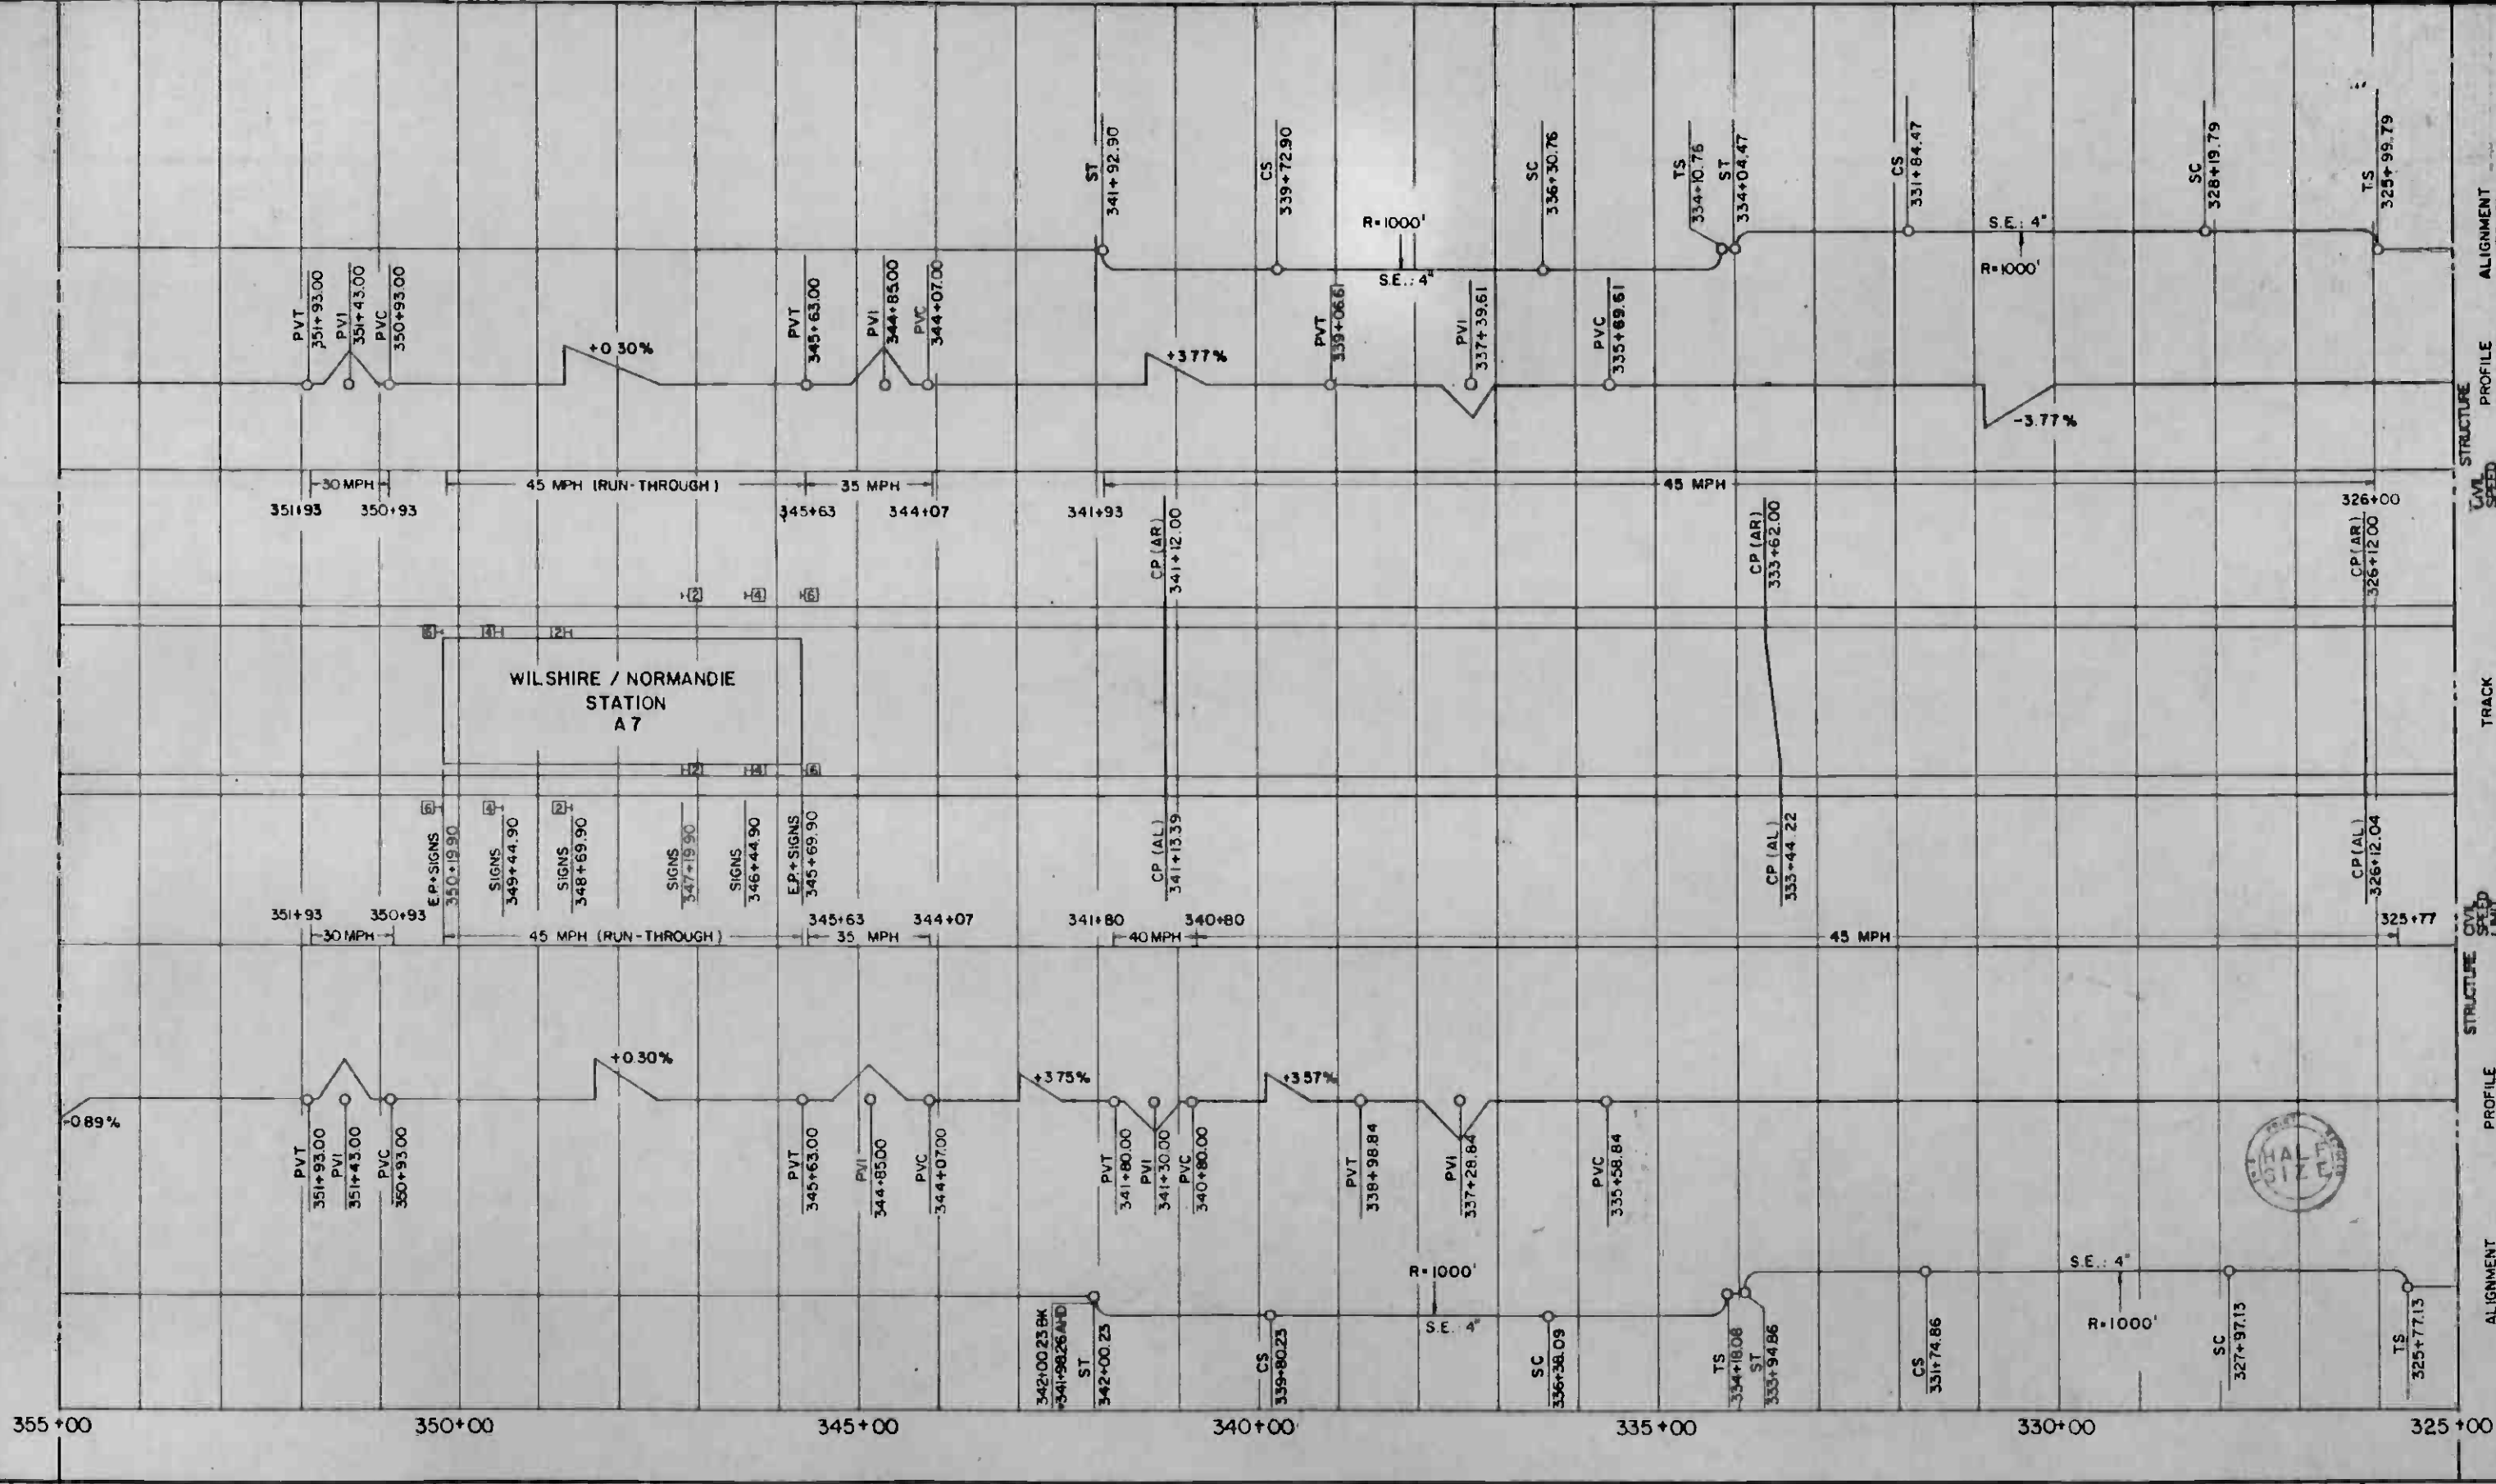 ST
341+92.90
CS
339+72.90
SC
336+30.76
TS
334+10.76
ST
334+04.47
CS
331+84.47
SC
328+19.79
TS
325+99.79
ALIGNMENT
R=1000'
S.E.: 4"
S.E.: 4"
R=1000'
PVT
351+93.00
PVI
351+43.00
PVC
350+93.00
+0.30%
PVT
345+63.00
PVI
344+85.00
PVC
344+07.00
+3.77%
PVT
339+06.61
PVI
337+39.61
PVC
335+69.61
-3.77%
PROFILE
STRUCTURE
30 MPH
45 MPH (RUN-THROUGH)
35 MPH
45 MPH
CIVIL
SPEED
351+93
350+93
345+63
344+07
341+93
326+00
CP (AR)
341+12.00
CP (AR)
333+62.00
CP (AR)
326+12.00
2
4
6
6
4
2
WILSHIRE / NORMANDIE
STATION
A7
TRACK
2
4
6
6
4
2
E.P.+SIGNS
350+19.90
SIGNS
349+44.90
SIGNS
348+69.90
SIGNS
347+19.90
SIGNS
346+44.90
E.P.+SIGNS
345+69.90
CP (AL)
341+13.39
CP (AL)
333+44.22
CP (AL)
326+12.04
351+93
350+93
345+63
344+07
341+80
340+80
325+77
30 MPH
45 MPH (RUN-THROUGH)
35 MPH
40 MPH
45 MPH
CIVIL
SPEED
STRUCTURE
-0.89%
+0.30%
+3.75%
+3.57%
PVT
351+93.00
PVI
351+43.00
PVC
350+93.00
PVT
345+63.00
PVI
344+85.00
PVC
344+07.00
PVT
341+80.00
PVI
341+30.00
PVC
340+80.00
PVT
338+98.84
PVI
337+28.84
PVC
335+58.84
PROFILE
HALF
SIZE
R=1000'
S.E. 4"
S.E.: 4"
R=1000'
342+00.23 BK
=341+98.26 AHD
ST
342+00.23
CS
339+80.23
SC
336+38.09
TS
334+18.08
ST
333+94.86
CS
331+74.86
SC
327+97.13
TS
325+77.13
ALIGNMENT
355+00
350+00
345+00
340+00
335+00
330+00
325+00